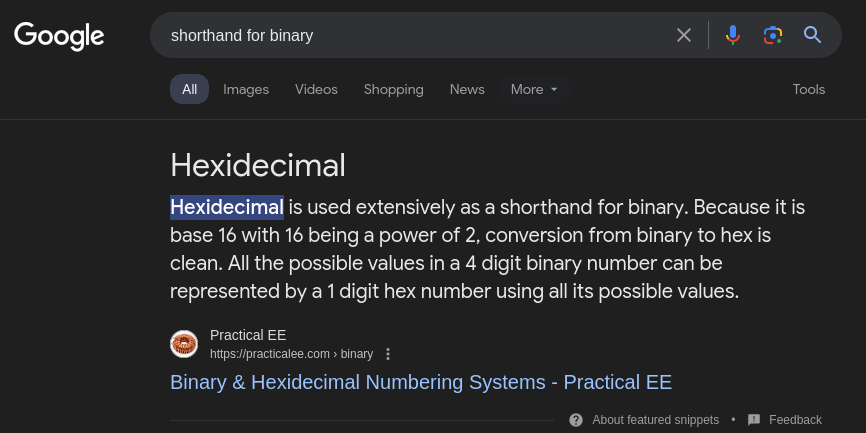 Google
shorthand for binary
All Images Videos Shopping News More Tools
Hexidecimal
Hexidecimal is used extensively as a shorthand for binary. Because it is
base 16 with 16 being a power of 2, conversion from binary to hex is
clean. All the possible values in a 4 digit binary number can be
represented by a 1 digit hex number using all its possible values.
Practical EE
https://practicalee.com › binary
Binary & Hexidecimal Numbering Systems - Practical EE
About featured snippets • Feedback